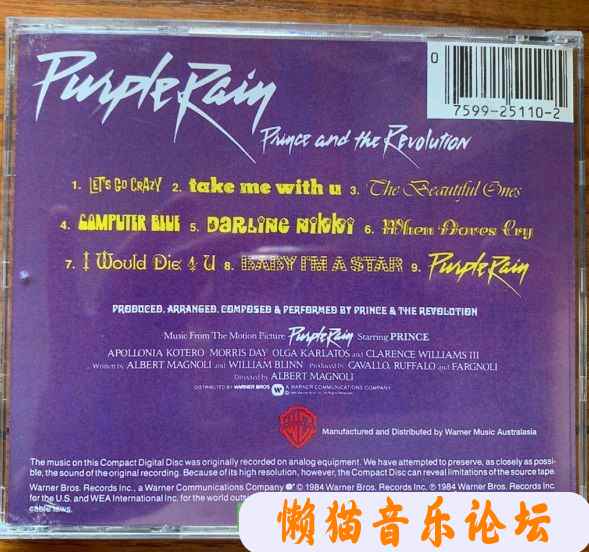 Purple Rain
Prince and the Revolution
0
7599-25110-2
1. LET'S GO CRAZY 2. take me with u 3. The Beautiful Ones
4. COMPUTER BLUE 5. DARLING NIKKI 6. When Doves Cry
7. I Would Die 4 U 8. BABY I'M A STAR 9. Purple Rain
PRODUCED, ARRANGED, COMPOSED & PERFORMED BY PRINCE & THE REVOLUTION
Music From The Motion Picture Purple Rain Starring PRINCE
APOLLONIA KOTERO MORRIS DAY OLGA KARLATOS and CLARENCE WILLIAMS III
Written by ALBERT MAGNOLI and WILLIAM BLINN Produced by CAVALLO, RUFFALO and FARGNOLI
Directed by ALBERT MAGNOLI
DISTRIBUTED BY WARNER BROS. A WARNER COMMUNICATIONS COMPANY
Manufactured and Distributed by Warner Music Australasia
The music on this Compact Digital Disc was originally recorded on analog equipment. We have attempted to preserve, as closely as possi-
ble, the sound of the original recording. Because of its high resolution, however, the Compact Disc can reveal limitations of the source tape.
Warner Bros. Records Inc., a Warner Communications Company © 1984 Warner Bros. Records Inc. ℗ 1984 Warner Bros. Records Inc.
for the U.S. and WEA International Inc. for the world outs
cable laws.
懒猫音乐论坛